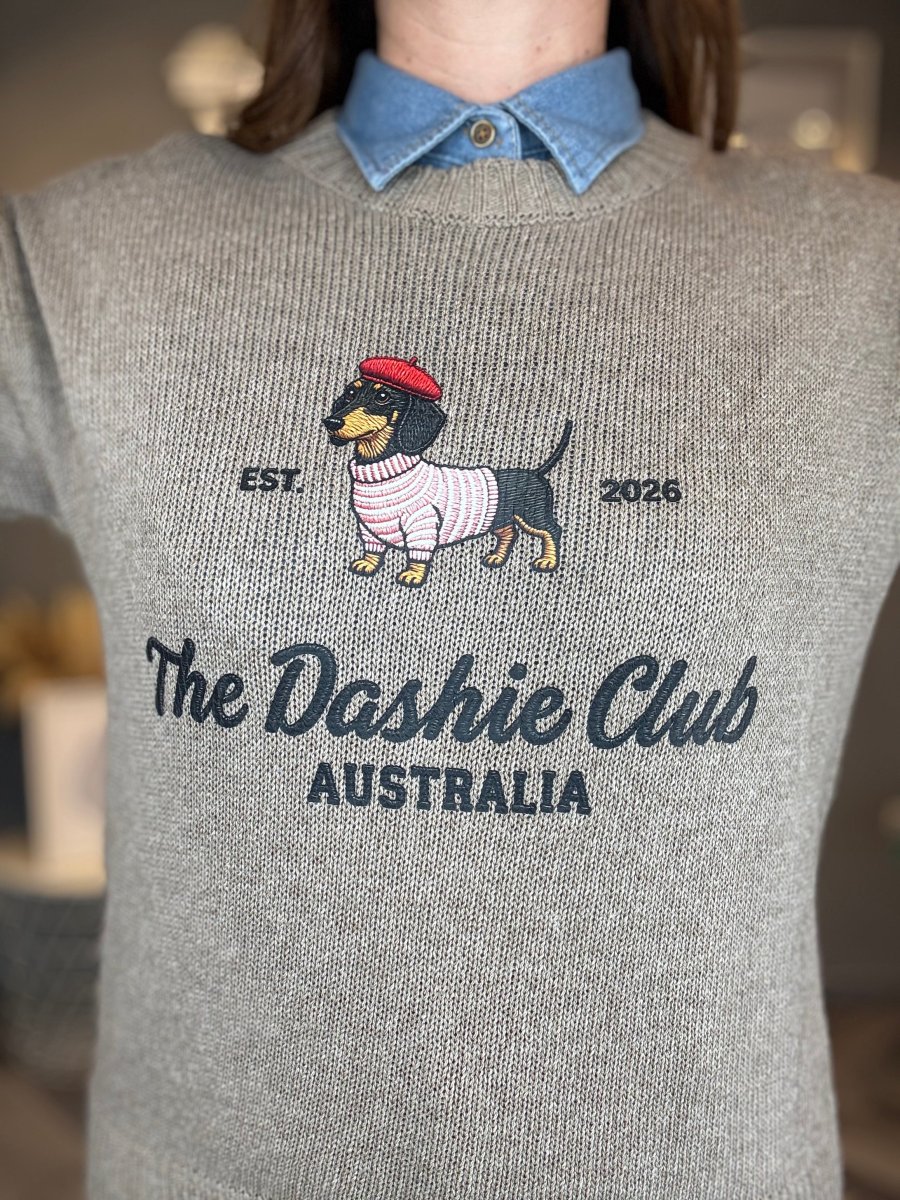 EST. 2026
The Dashie Club
AUSTRALIA